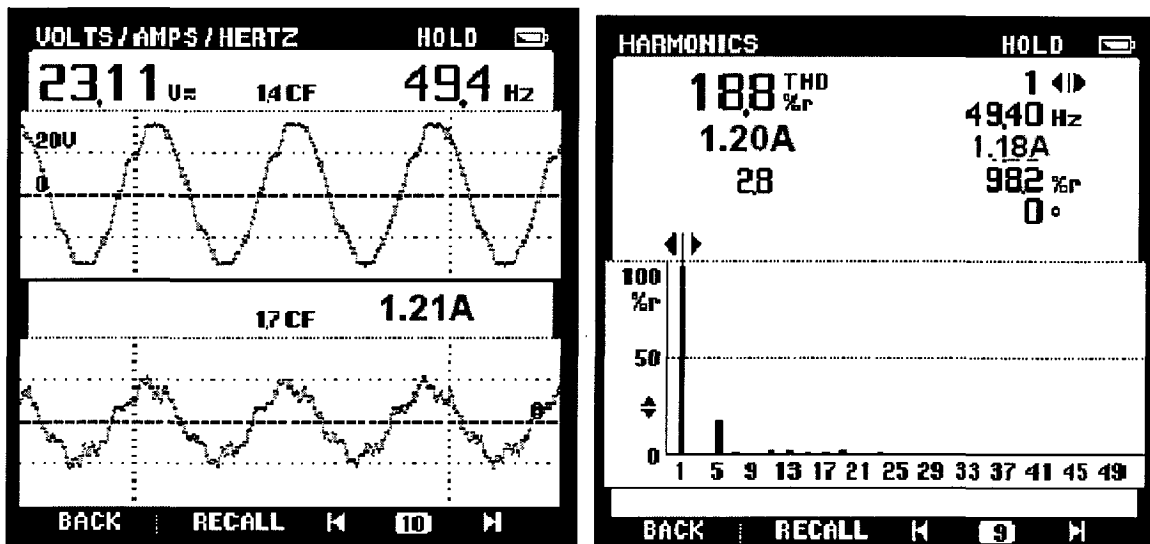 VOLTS/AMPS/HERTZ HOLD
23.11 V≂ 1.4 CF 49.4 Hz
20V
0
1.7 CF 1.21A
0
BACK RECALL 10
HARMONICS HOLD
18.8 THD %r 1
49.40 Hz
1.20A 1.18A
2.8 98.2 %r
0 °
100
%r
50
0
1 5 9 13 17 21 25 29 33 37 41 45 49
BACK RECALL 9